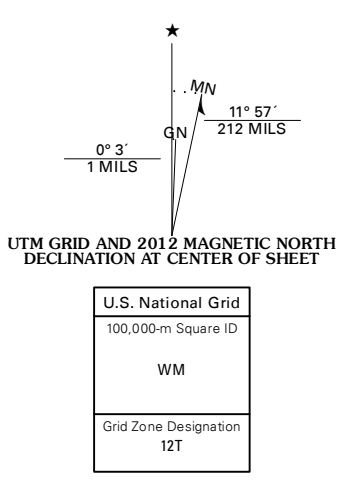 ★
MN
11° 57´
212 MILS
GN
0° 3´
1 MILS
UTM GRID AND 2012 MAGNETIC NORTH
DECLINATION AT CENTER OF SHEET
U.S. National Grid
100,000-m Square ID
WM
Grid Zone Designation
12T